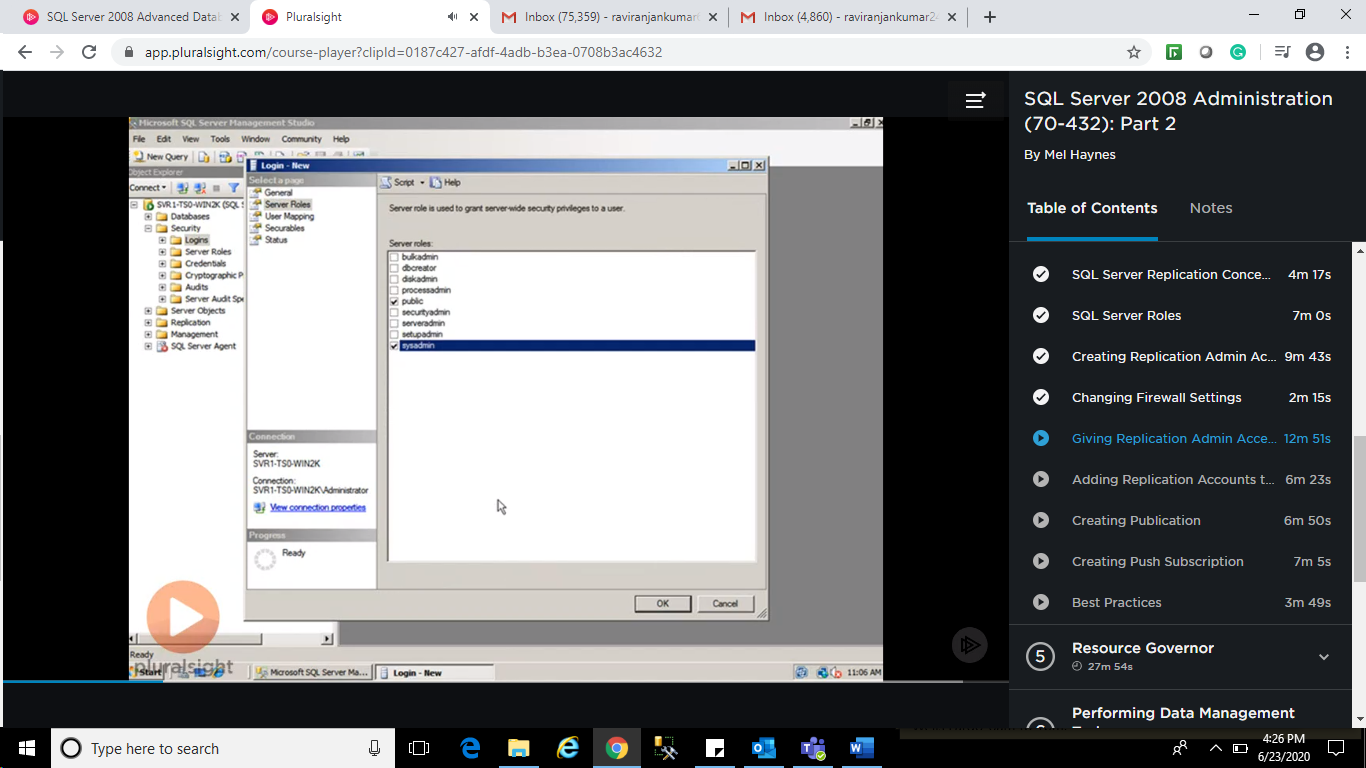 SQL Server 2008 Advanced Datab
Pluralsight
Inbox (75,359) - raviranjankumar
Inbox (4,860) - raviranjankumar2
app.pluralsight.com/course-player?clipId=0187c427-afdf-4adb-b3ea-0708b3ac4632
Microsoft SQL Server Management Studio
File Edit View Tools Window Community Help
New Query
Object Explorer
Connect
SVR1-TS0-WIN2K (SQL S
Databases
Security
Logins
Server Roles
Credentials
Cryptographic P
Audits
Server Audit Spe
Server Objects
Replication
Management
SQL Server Agent
Ready
Login - New
Select a page
General
Server Roles
User Mapping
Securables
Status
Connection
Server:
SVR1-TS0-WIN2K
Connection:
SVR1-TS0-WIN2K\Administrator
View connection properties
Progress
Ready
Script Help
Server role is used to grant server-wide security privileges to a user.
Server roles:
bulkadmin
dbcreator
diskadmin
processadmin
public
securityadmin
serveradmin
setupadmin
sysadmin
OK Cancel
pluralsight
Start Microsoft SQL Server Ma... Login - New 11:06 AM
SQL Server 2008 Administration
(70-432): Part 2
By Mel Haynes
Table of Contents Notes
SQL Server Replication Conce... 4m 17s
SQL Server Roles 7m 0s
Creating Replication Admin Ac... 9m 43s
Changing Firewall Settings 2m 15s
Giving Replication Admin Acce... 12m 51s
Adding Replication Accounts t... 6m 23s
Creating Publication 6m 50s
Creating Push Subscription 7m 5s
Best Practices 3m 49s
5 Resource Governor
27m 54s
Performing Data Management
Type here to search
4:26 PM
6/23/2020